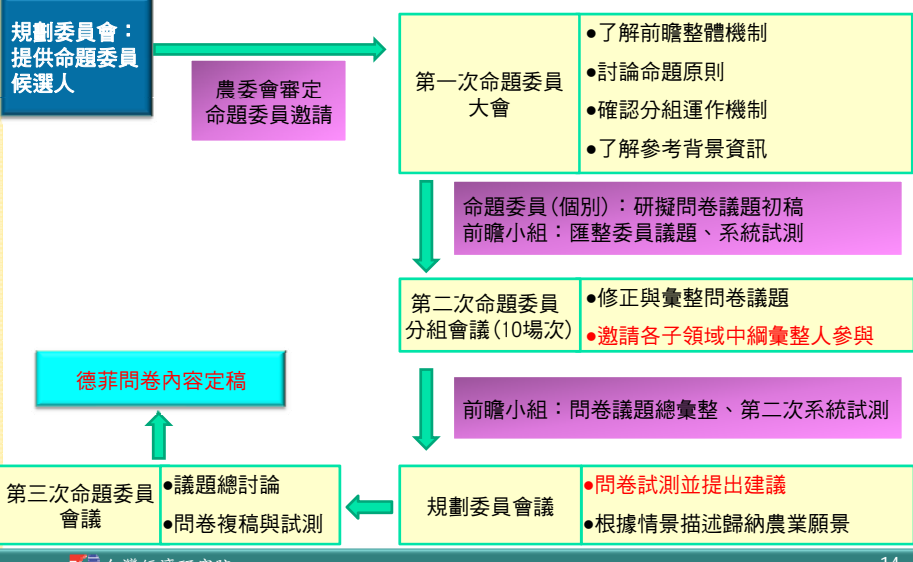 規劃委員會：
提供命題委員
候選人
農委會審定
命題委員邀請
第一次命題委員
大會
●了解前瞻整體機制
●討論命題原則
●確認分組運作機制
●了解參考背景資訊
命題委員(個別)：研擬問卷議題初稿
前瞻小組：匯整委員議題、系統試測
第二次命題委員
分組會議(10場次)
●修正與彙整問卷議題
●邀請各子領域中綱彙整人參與
德菲問卷內容定稿
前瞻小組：問卷議題總彙整、第二次系統試測
第三次命題委員
會議
●議題總討論
●問卷複稿與試測
規劃委員會議
●問卷試測並提出建議
●根據情景描述歸納農業願景